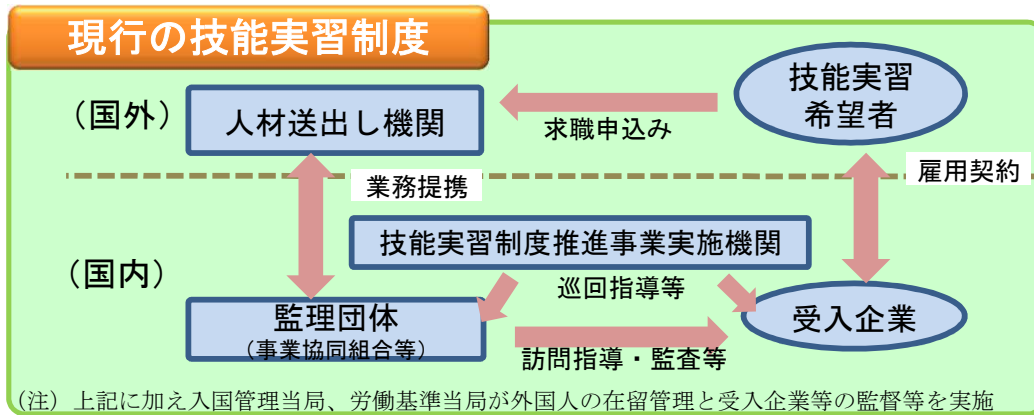 現行の技能実習制度
(国外)
人材送出し機関
求職申込み
技能実習
希望者
業務提携
雇用契約
技能実習制度推進事業実施機関
(国内)
巡回指導等
監理団体
(事業協同組合等)
訪問指導・監査等
受入企業
(注) 上記に加え入国管理当局、労働基準当局が外国人の在留管理と受入企業等の監督等を実施